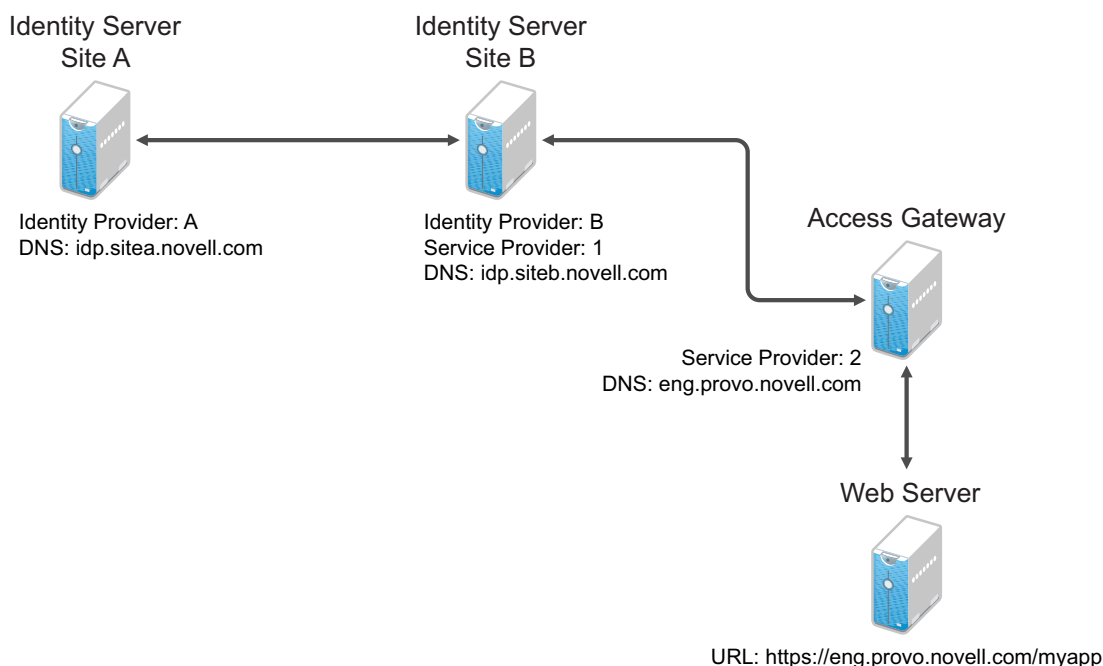 Identity Server
Site A
Identity Server
Site B
Identity Provider: A
DNS: idp.sitea.novell.com
Identity Provider: B
Service Provider: 1
DNS: idp.siteb.novell.com
Access Gateway
Service Provider: 2
DNS: eng.provo.novell.com
Web Server
URL: https://eng.provo.novell.com/myapp